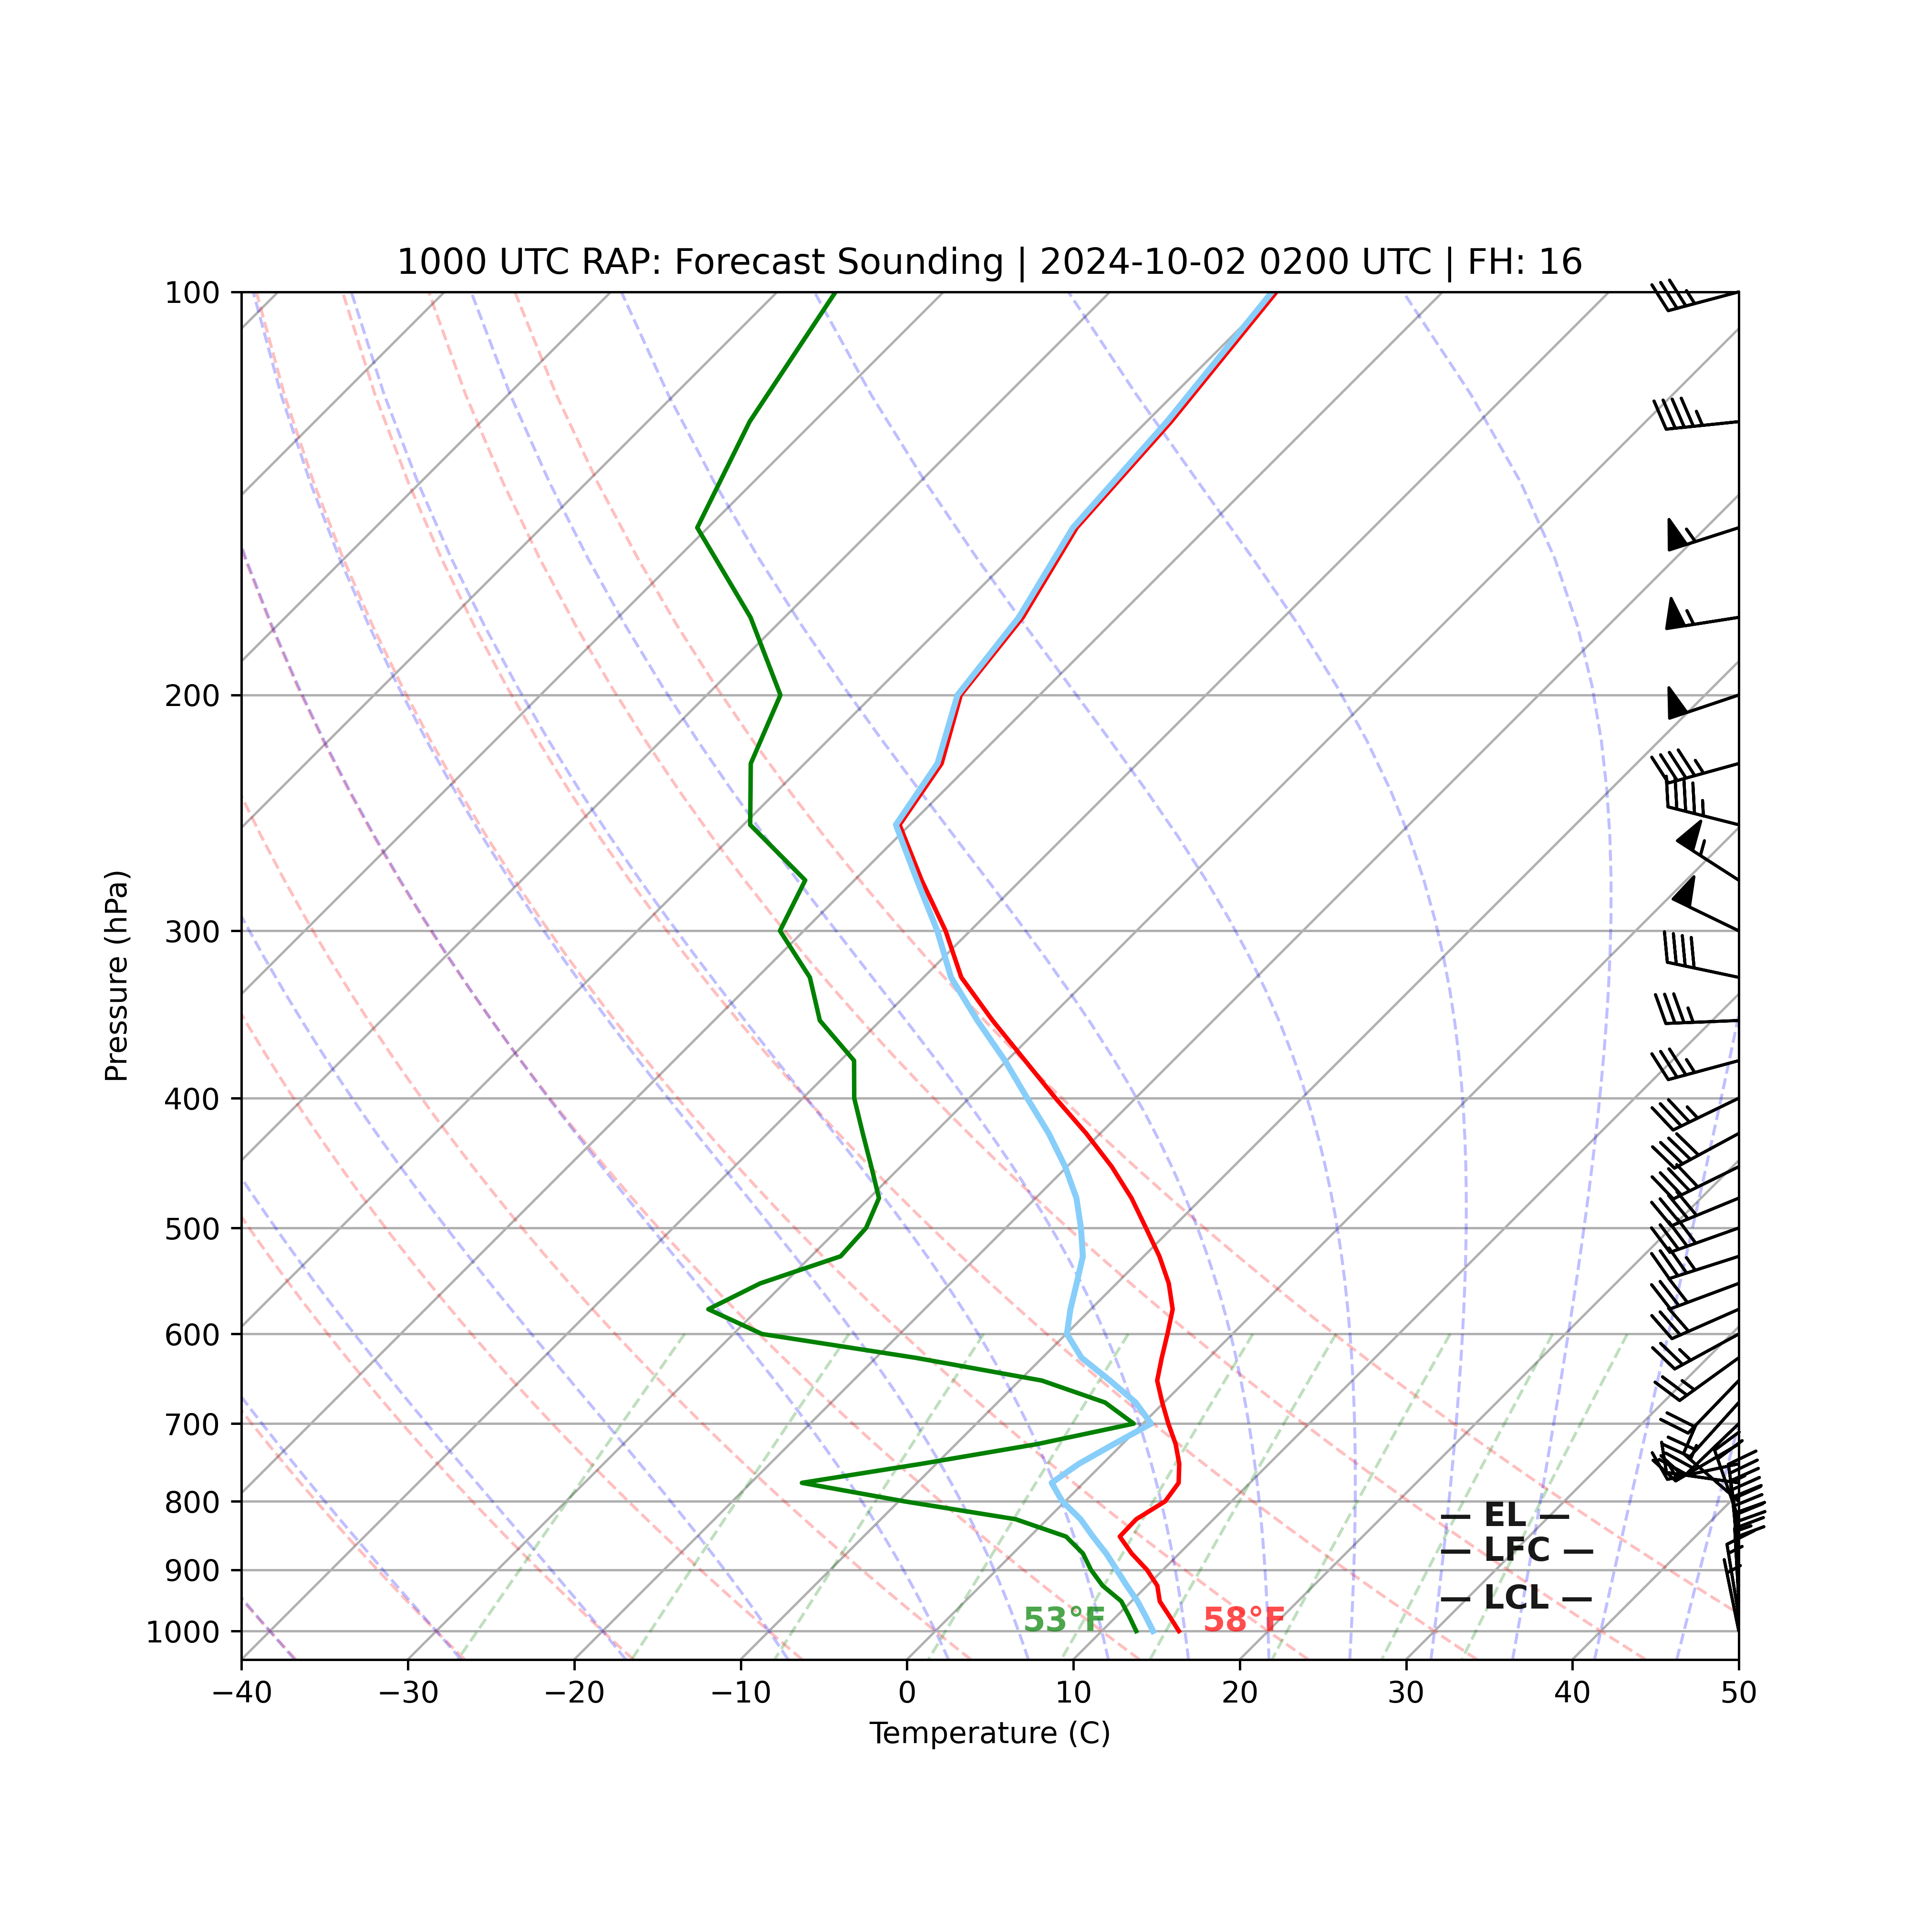 1000 UTC RAP: Forecast Sounding | 2024-10-02 0200 UTC | FH: 16
100
200
300
400
500
600
700
800
900
1000
Pressure (hPa)
— EL —
— LFC —
— LCL —
53°F
58°F
−40 −30 −20 −10 0 10 20 30 40 50
Temperature (C)